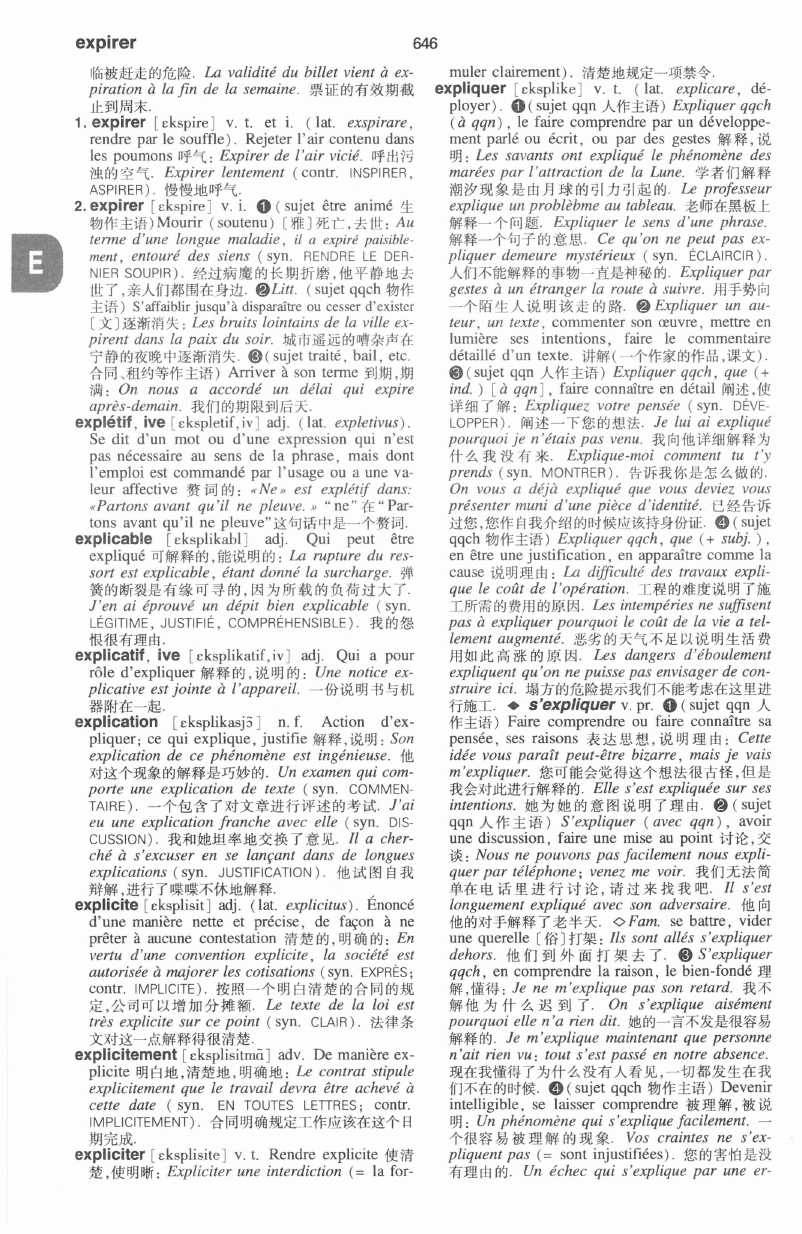 expirer
646
临被赶走的危险. La validité du billet vient à ex-
piration à la fin de la semaine. 票证的有效期截
止到周末.
1. expirer [ɛkspire] v. t. et i. (lat. exspirare,
rendre par le souffle). Rejeter l'air contenu dans
les poumons 呼气: Expirer de l'air vicié. 呼出污
浊的空气. Expirer lentement (contr. INSPIRER,
ASPIRER). 慢慢地呼气.
2. expirer [ɛkspire] v. i. ❶ (sujet être animé 生
物作主语) Mourir (soutenu) [雅]死亡,去世: Au
terme d'une longue maladie, il a expiré paisible-
ment, entouré des siens (syn. RENDRE LE DER-
NIER SOUPIR). 经过病魔的长期折磨,他平静地去
世了,亲人们都围在身边. ❷Litt. (sujet qqch 物作
主语) S'affaiblir jusqu'à disparaître ou cesser d'exister
[文]逐渐消失: Les bruits lointains de la ville ex-
pirent dans la paix du soir. 城市遥远的嘈杂声在
宁静的夜晚中逐渐消失. ❸(sujet traité, bail, etc.
合同、租约等作主语) Arriver à son terme 到期,期
满: On nous a accordé un délai qui expire
après-demain. 我们的期限到后天.
explétif, ive [ɛkspletif,iv] adj. (lat. expletivus).
Se dit d'un mot ou d'une expression qui n'est
pas nécessaire au sens de la phrase, mais dont
l'emploi est commandé par l'usage ou a une va-
leur affective 赘词的: «Ne» est explétif dans:
«Partons avant qu'il ne pleuve.» "ne"在"Par-
tons avant qu'il ne pleuve"这句话中是一个赘词.
explicable [ɛksplikabl] adj. Qui peut être
expliqué 可解释的,能说明的: La rupture du res-
sort est explicable, étant donné la surcharge. 弹
簧的断裂是有缘可寻的,因为所载的负荷过大了.
J'en ai éprouvé un dépit bien explicable (syn.
LÉGITIME, JUSTIFIÉ, COMPRÉHENSIBLE). 我的怨
恨很有理由.
explicatif, ive [ɛksplikatif,iv] adj. Qui a pour
rôle d'expliquer 解释的,说明的: Une notice ex-
plicative est jointe à l'appareil. 一份说明书与机
器附在一起.
explication [ɛksplikasjɔ̃] n. f. Action d'ex-
pliquer; ce qui explique, justifie 解释,说明: Son
explication de ce phénomène est ingénieuse. 他
对这个现象的解释是巧妙的. Un examen qui com-
porte une explication de texte (syn. COMMEN-
TAIRE). 一个包含了对文章进行评述的考试. J'ai
eu une explication franche avec elle (syn. DIS-
CUSSION). 我和她坦率地交换了意见. Il a cher-
ché à s'excuser en se lançant dans de longues
explications (syn. JUSTIFICATION). 他试图自我
辩解,进行了喋喋不休地解释.
explicite [ɛksplisit] adj. (lat. explicitus). Énoncé
d'une manière nette et précise, de façon à ne
prêter à aucune contestation 清楚的,明确的: En
vertu d'une convention explicite, la société est
autorisée à majorer les cotisations (syn. EXPRÈS;
contr. IMPLICITE). 按照一个明白清楚的合同的规
定,公司可以增加分摊额. Le texte de la loi est
très explicite sur ce point (syn. CLAIR). 法律条
文对这一点解释得很清楚.
explicitement [ɛksplisitmɑ̃] adv. De manière ex-
plicite 明白地,清楚地,明确地: Le contrat stipule
explicitement que le travail devra être achevé à
cette date (syn. EN TOUTES LETTRES; contr.
IMPLICITEMENT). 合同明确规定工作应该在这个日
期完成.
expliciter [ɛksplisite] v. t. Rendre explicite 使清
楚,使明晰: Expliciter une interdiction (= la for-
E
muler clairement). 清楚地规定一项禁令.
expliquer [ɛksplike] v. t. (lat. explicare, dé-
ployer). ❶(sujet qqn 人作主语) Expliquer qqch
(à qqn), le faire comprendre par un développe-
ment parlé ou écrit, ou par des gestes 解释,说
明: Les savants ont expliqué le phénomène des
marées par l'attraction de la Lune. 学者们解释
潮汐现象是由月球的引力引起的. Le professeur
explique un problèbme au tableau. 老师在黑板上
解释一个问题. Expliquer le sens d'une phrase.
解释一个句子的意思. Ce qu'on ne peut pas ex-
pliquer demeure mystérieux (syn. ÉCLAIRCIR).
人们不能解释的事物一直是神秘的. Expliquer par
gestes à un étranger la route à suivre. 用手势向
一个陌生人说明该走的路. ❷ Expliquer un au-
teur, un texte, commenter son œuvre, mettre en
lumière ses intentions, faire le commentaire
détaillé d'un texte. 讲解(一个作家的作品,课文).
❸(sujet qqn 人作主语) Expliquer qqch, que (+
ind.) [à qqn], faire connaître en détail 阐述,使
详细了解: Expliquez votre pensée (syn. DÉVE-
LOPPER). 阐述一下您的想法. Je lui ai expliqué
pourquoi je n'étais pas venu. 我向他详细解释为
什么我没有来. Explique-moi comment tu t'y
prends (syn. MONTRER). 告诉我你是怎么做的.
On vous a déjà expliqué que vous deviez vous
présenter muni d'une pièce d'identité. 已经告诉
过您,您作自我介绍的时候应该持身份证. ❹(sujet
qqch 物作主语) Expliquer qqch, que (+ subj.),
en être une justification, en apparaître comme la
cause 说明理由: La difficulté des travaux expli-
que le coût de l'opération. 工程的难度说明了施
工所需的费用的原因. Les intempéries ne suffisent
pas à expliquer pourquoi le coût de la vie a tel-
lement augmenté. 恶劣的天气不足以说明生活费
用如此高涨的原因. Les dangers d'éboulement
expliquent qu'on ne puisse pas envisager de con-
struire ici. 塌方的危险提示我们不能考虑在这里进
行施工. ◆ s'expliquer v. pr. ❶(sujet qqn 人
作主语) Faire comprendre ou faire connaître sa
pensée, ses raisons 表达思想,说明理由: Cette
idée vous paraît peut-être bizarre, mais je vais
m'expliquer. 您可能会觉得这个想法很古怪,但是
我会对此进行解释的. Elle s'est expliquée sur ses
intentions. 她为她的意图说明了理由. ❷ (sujet
qqn 人作主语) S'expliquer (avec qqn), avoir
une discussion, faire une mise au point 讨论,交
谈: Nous ne pouvons pas facilement nous expli-
quer par téléphone; venez me voir. 我们无法简
单在电话里进行讨论,请过来找我吧. Il s'est
longuement expliqué avec son adversaire. 他向
他的对手解释了老半天. ◇Fam. se battre, vider
une querelle [俗]打架: Ils sont allés s'expliquer
dehors. 他们到外面打架去了. ❸ S'expliquer
qqch, en comprendre la raison, le bien-fondé 理
解,懂得: Je ne m'explique pas son retard. 我不
解他为什么迟到了. On s'explique aisément
pourquoi elle n'a rien dit. 她的一言不发是很容易
解释的. Je m'explique maintenant que personne
n'ait rien vu: tout s'est passé en notre absence.
现在我懂得了为什么没有人看见,一切都发生在我
们不在的时候. ❹(sujet qqch 物作主语) Devenir
intelligible, se laisser comprendre 被理解,被说
明: Un phénomène qui s'explique facilement. 一
个很容易被理解的现象. Vos craintes ne s'ex-
pliquent pas (= sont injustifiées). 您的害怕是没
有理由的. Un échec qui s'explique par une er-